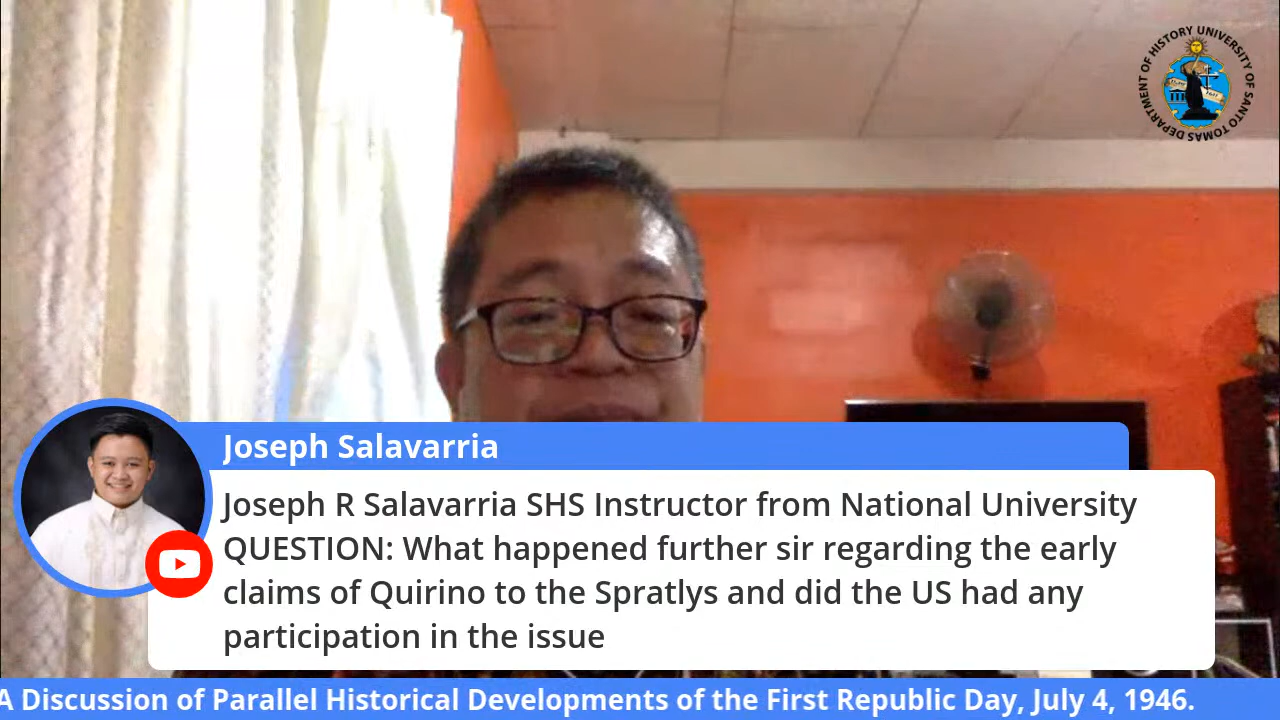 DEPARTMENT OF HISTORY UNIVERSITY OF SANTO TOMAS
Joseph Salavarria
Joseph R Salavarria SHS Instructor from National University
QUESTION: What happened further sir regarding the early
claims of Quirino to the Spratlys and did the US had any
participation in the issue
A Discussion of Parallel Historical Developments of the First Republic Day, July 4, 1946.